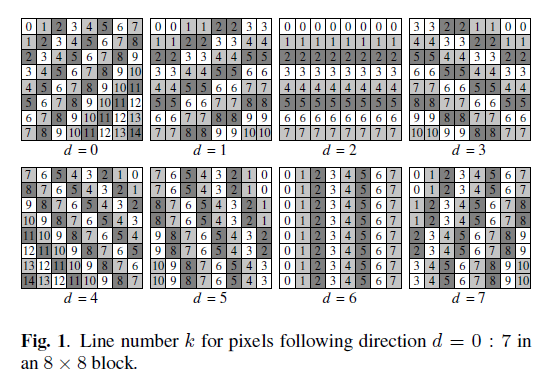 0 1 2 3 4 5 6 7
1 2 3 4 5 6 7 8
2 3 4 5 6 7 8 9
3 4 5 6 7 8 9 10
4 5 6 7 8 9 10 11
5 6 7 8 9 10 11 12
6 7 8 9 10 11 12 13
7 8 9 10 11 12 13 14
d = 0
0 0 1 1 2 2 3 3
1 1 2 2 3 3 4 4
2 2 3 3 4 4 5 5
3 3 4 4 5 5 6 6
4 4 5 5 6 6 7 7
5 5 6 6 7 7 8 8
6 6 7 7 8 8 9 9
7 7 8 8 9 9 10 10
d = 1
0 0 0 0 0 0 0 0
1 1 1 1 1 1 1 1
2 2 2 2 2 2 2 2
3 3 3 3 3 3 3 3
4 4 4 4 4 4 4 4
5 5 5 5 5 5 5 5
6 6 6 6 6 6 6 6
7 7 7 7 7 7 7 7
d = 2
3 3 2 2 1 1 0 0
4 4 3 3 2 2 1 1
5 5 4 4 3 3 2 2
6 6 5 5 4 4 3 3
7 7 6 6 5 5 4 4
8 8 7 7 6 6 5 5
9 9 8 8 7 7 6 6
10 10 9 9 8 8 7 7
d = 3
7 6 5 4 3 2 1 0
8 7 6 5 4 3 2 1
9 8 7 6 5 4 3 2
10 9 8 7 6 5 4 3
11 10 9 8 7 6 5 4
12 11 10 9 8 7 6 5
13 12 11 10 9 8 7 6
14 13 12 11 10 9 8 7
d = 4
7 6 5 4 3 2 1 0
7 6 5 4 3 2 1 0
8 7 6 5 4 3 2 1
8 7 6 5 4 3 2 1
9 8 7 6 5 4 3 2
9 8 7 6 5 4 3 2
10 9 8 7 6 5 4 3
10 9 8 7 6 5 4 3
d = 5
0 1 2 3 4 5 6 7
0 1 2 3 4 5 6 7
0 1 2 3 4 5 6 7
0 1 2 3 4 5 6 7
0 1 2 3 4 5 6 7
0 1 2 3 4 5 6 7
0 1 2 3 4 5 6 7
0 1 2 3 4 5 6 7
d = 6
0 1 2 3 4 5 6 7
0 1 2 3 4 5 6 7
1 2 3 4 5 6 7 8
1 2 3 4 5 6 7 8
2 3 4 5 6 7 8 9
2 3 4 5 6 7 8 9
3 4 5 6 7 8 9 10
3 4 5 6 7 8 9 10
d = 7
Fig. 1. Line number k for pixels following direction d = 0 : 7 in
an 8 × 8 block.